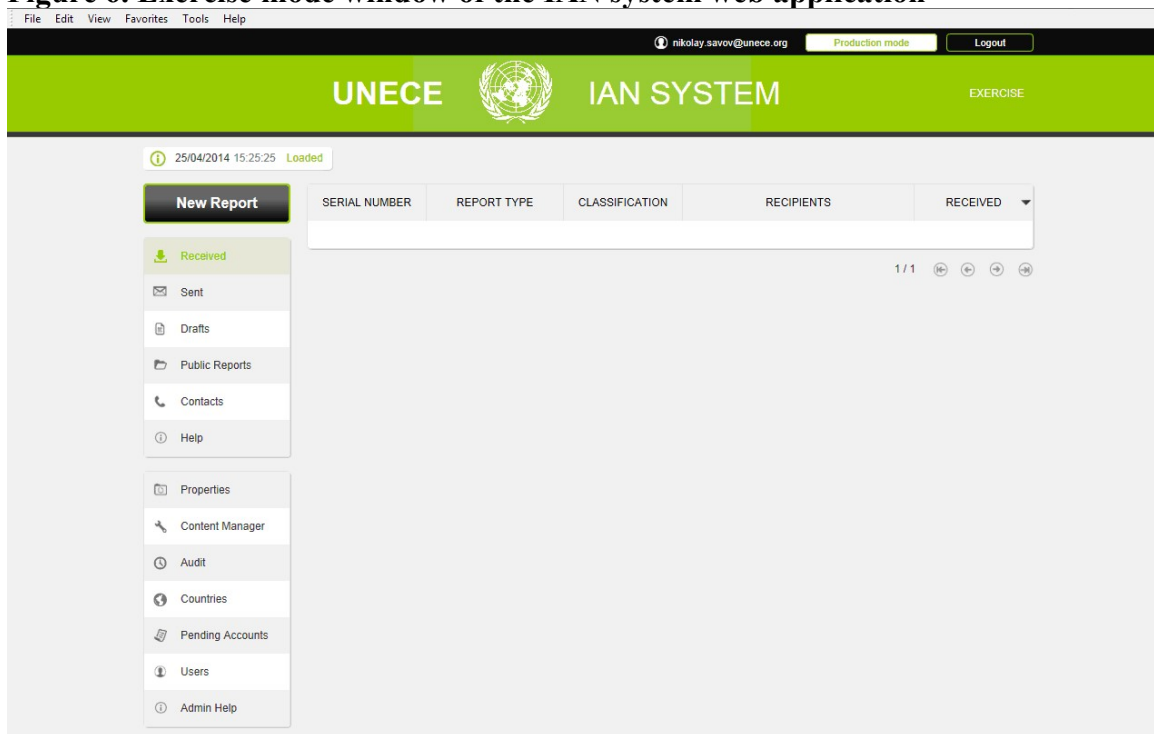 Figure 6. Exercise mode window of the IAN system web application
File Edit View Favorites Tools Help
nikolay.savov@unece.org Production mode Logout
UNECE IAN SYSTEM EXERCISE
25/04/2014 15:25:25 Loaded
New Report SERIAL NUMBER REPORT TYPE CLASSIFICATION RECIPIENTS RECEIVED
Received
1 / 1
Sent
Drafts
Public Reports
Contacts
Help
Properties
Content Manager
Audit
Countries
Pending Accounts
Users
Admin Help